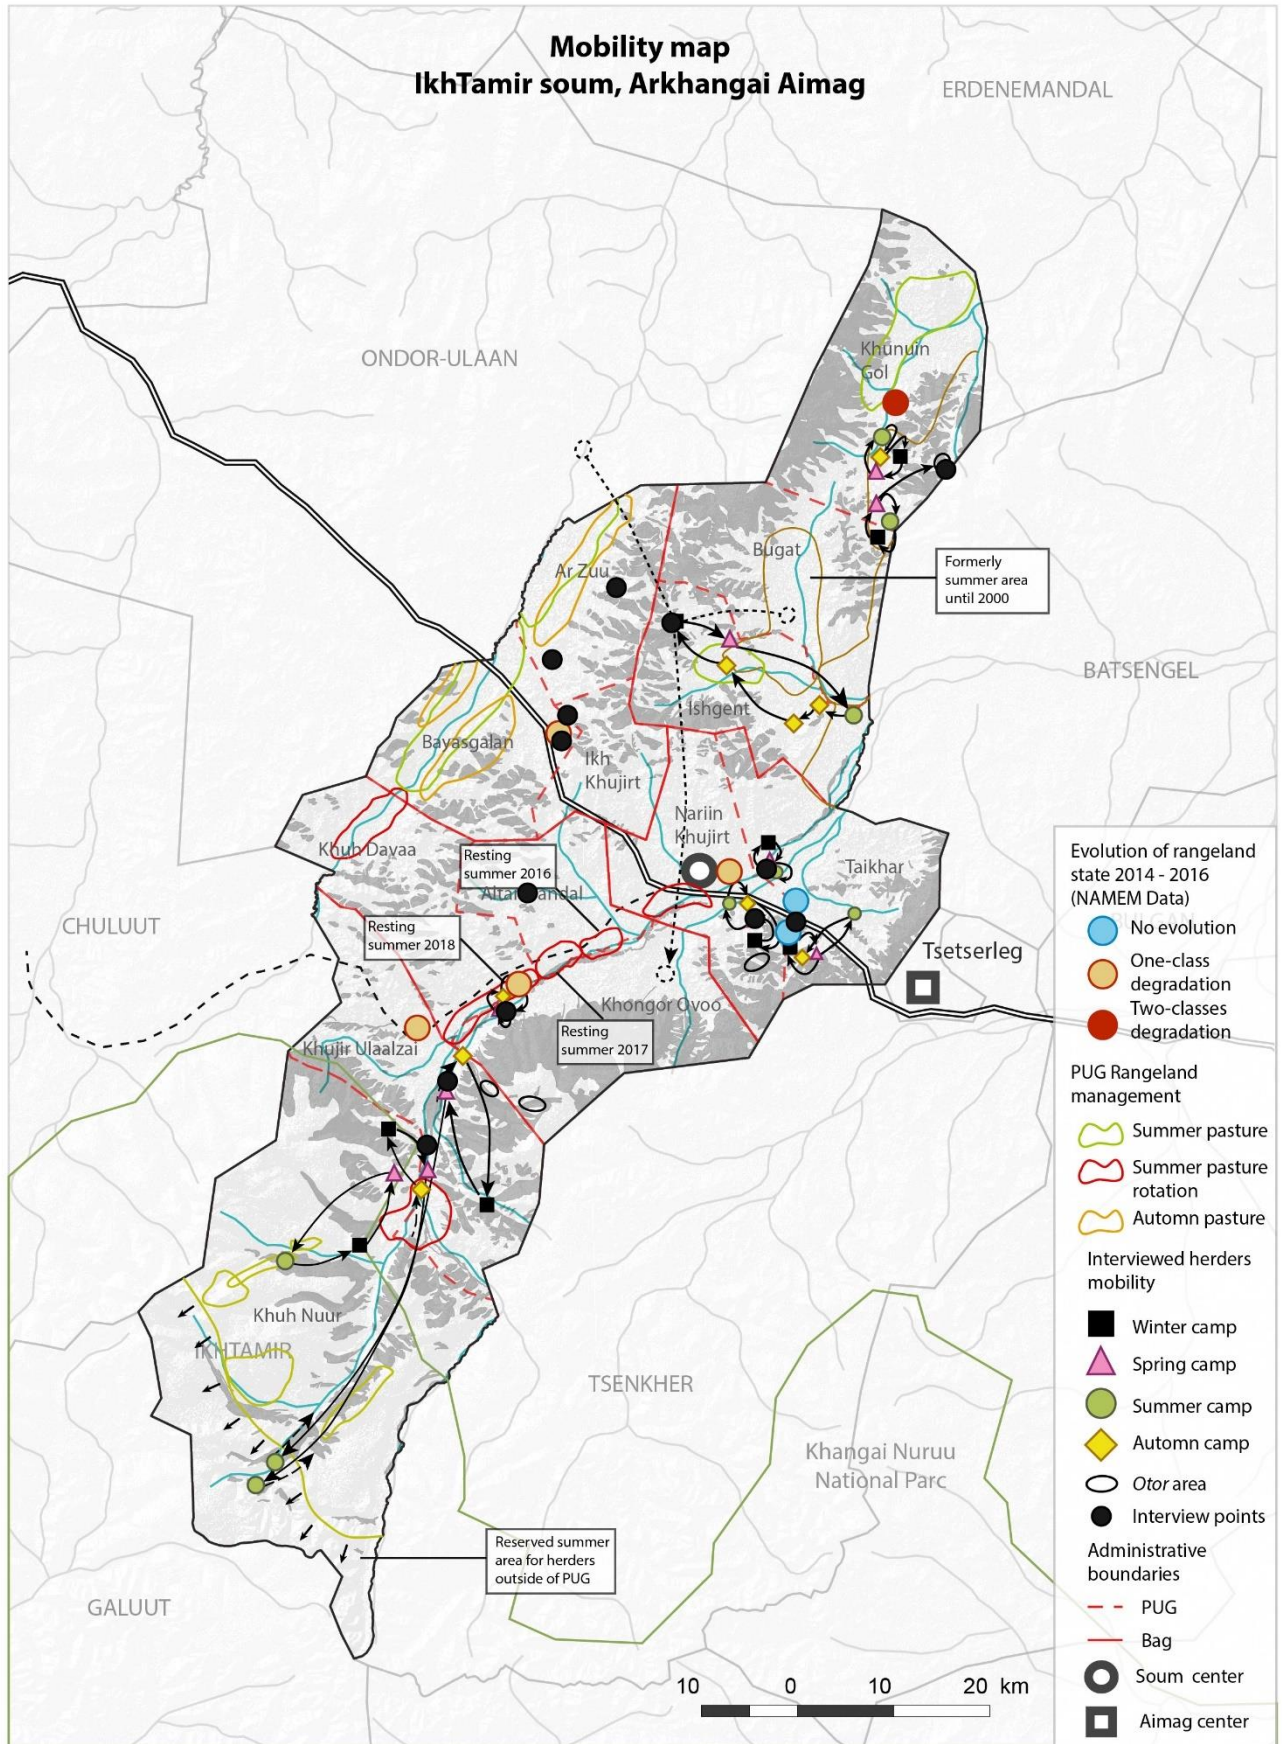 Mobility map
IkhTamir soum, Arkhangai Aimag
ERDENEMANDAL
ONDOR-ULAAN
Khunuin
Gol
Bugat
Formerly
summer area
until 2000
Ar Zuu
BATSENGEL
Ishgent
Bayasgalan
Ikh
Khujirt
Nariin
Khujirt
Khuh Davaa
Resting
summer 2016
Altan Sandal
Taikhar
CHULUUT
Resting
summer 2018
Tsetserleg
Khongor Ovoo
Resting
summer 2017
Khujir Ulaalzai
Khuh Nuur
IKHTAMIR
TSENKHER
Khangai Nuruu
National Parc
Reserved summer
area for herders
outside of PUG
GALUUT
10 0 10 20 km
Evolution of rangeland
state 2014 - 2016
(NAMEM Data)
No evolution
One-class
degradation
Two-classes
degradation
PUG Rangeland
management
Summer pasture
Summer pasture
rotation
Automn pasture
Interviewed herders
mobility
Winter camp
Spring camp
Summer camp
Automn camp
Otor area
Interview points
Administrative
boundaries
PUG
Bag
Soum center
Aimag center